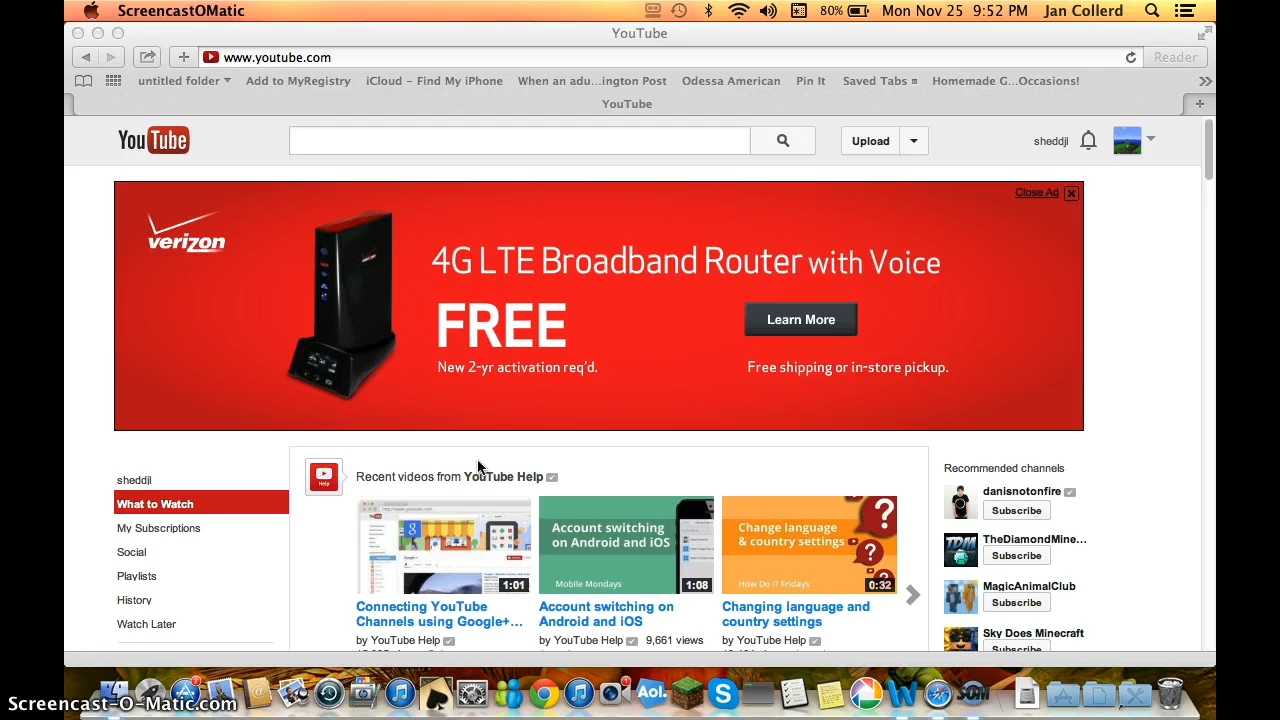 ScreencastOMatic 80% Mon Nov 25 9:52 PM Jan Collerd
YouTube
www.youtube.com Reader
untitled folder Add to MyRegistry iCloud - Find My iPhone When an adu...ington Post Odessa American Pin It Saved Tabs Homemade G...Occasions!
YouTube
YouTube Upload sheddjl
Close Ad
verizon
4G LTE Broadband Router with Voice
FREE
Learn More
New 2-yr activation req'd. Free shipping or in-store pickup.
sheddjl
What to Watch
My Subscriptions
Social
Playlists
History
Watch Later
Help
Recent videos from YouTube Help
1:01
Connecting YouTube
Channels using Google+...
by YouTube Help
Account switching
on Android and iOS
Mobile Mondays
1:08
Account switching on
Android and iOS
by YouTube Help 9,661 views
Change language
& country settings
How Do I? Fridays
0:32
Changing language and
country settings
by YouTube Help
Recommended channels
danisnotonfire
Subscribe
TheDiamondMine...
Subscribe
TDM
MagicAnimalClub
Subscribe
Sky Does Minecraft
Subscribe
Aol.
SOM
Screencast-O-Matic.com